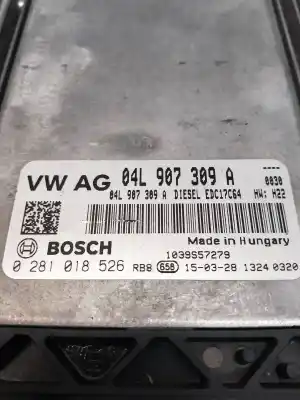 VW AG 04L 907 309 A ----
0030
04L 907 309 A DIESEL EDC17C64 HW: H22
Made in Hungary
BOSCH 1039S57279
0 281 018 526 RB8 658 15-03-28 1324 0320